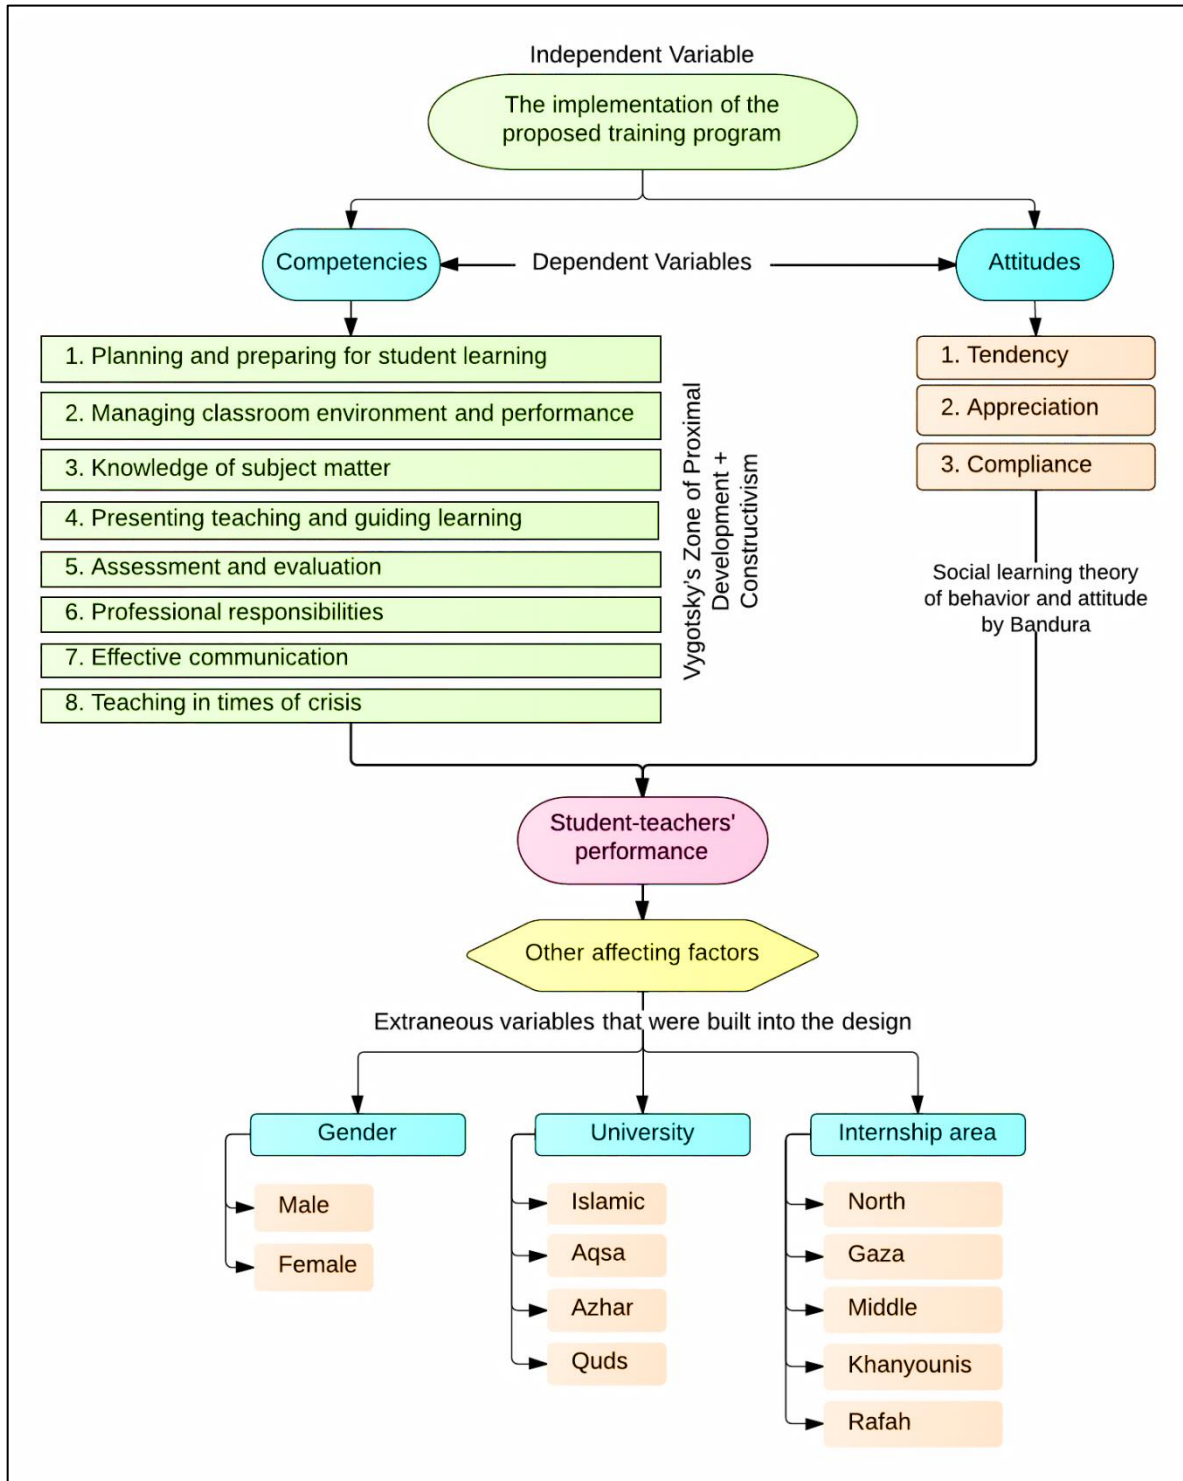 Independent Variable
The implementation of the
proposed training program
Competencies
Dependent Variables
Attitudes
1. Planning and preparing for student learning
2. Managing classroom environment and performance
3. Knowledge of subject matter
4. Presenting teaching and guiding learning
5. Assessment and evaluation
6. Professional responsibilities
7. Effective communication
8. Teaching in times of crisis
Vygotsky's Zone of Proximal
Development +
Constructivism
1. Tendency
2. Appreciation
3. Compliance
Social learning theory
of behavior and attitude
by Bandura
Student-teachers'
performance
Other affecting factors
Extraneous variables that were built into the design
Gender
Male
Female
University
Islamic
Aqsa
Azhar
Quds
Internship area
North
Gaza
Middle
Khanyounis
Rafah